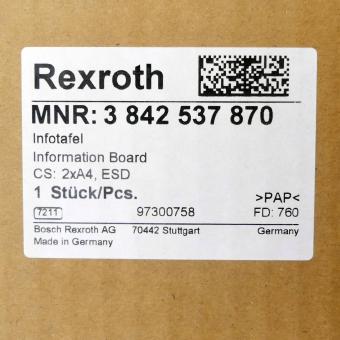 Rexroth
MNR: 3 842 537 870
Infotafel
Information Board
CS: 2xA4, ESD
1 Stück/Pcs. >PAP<
7211 97300758 FD: 760
Bosch Rexroth AG 70442 Stuttgart Germany
Made in Germany